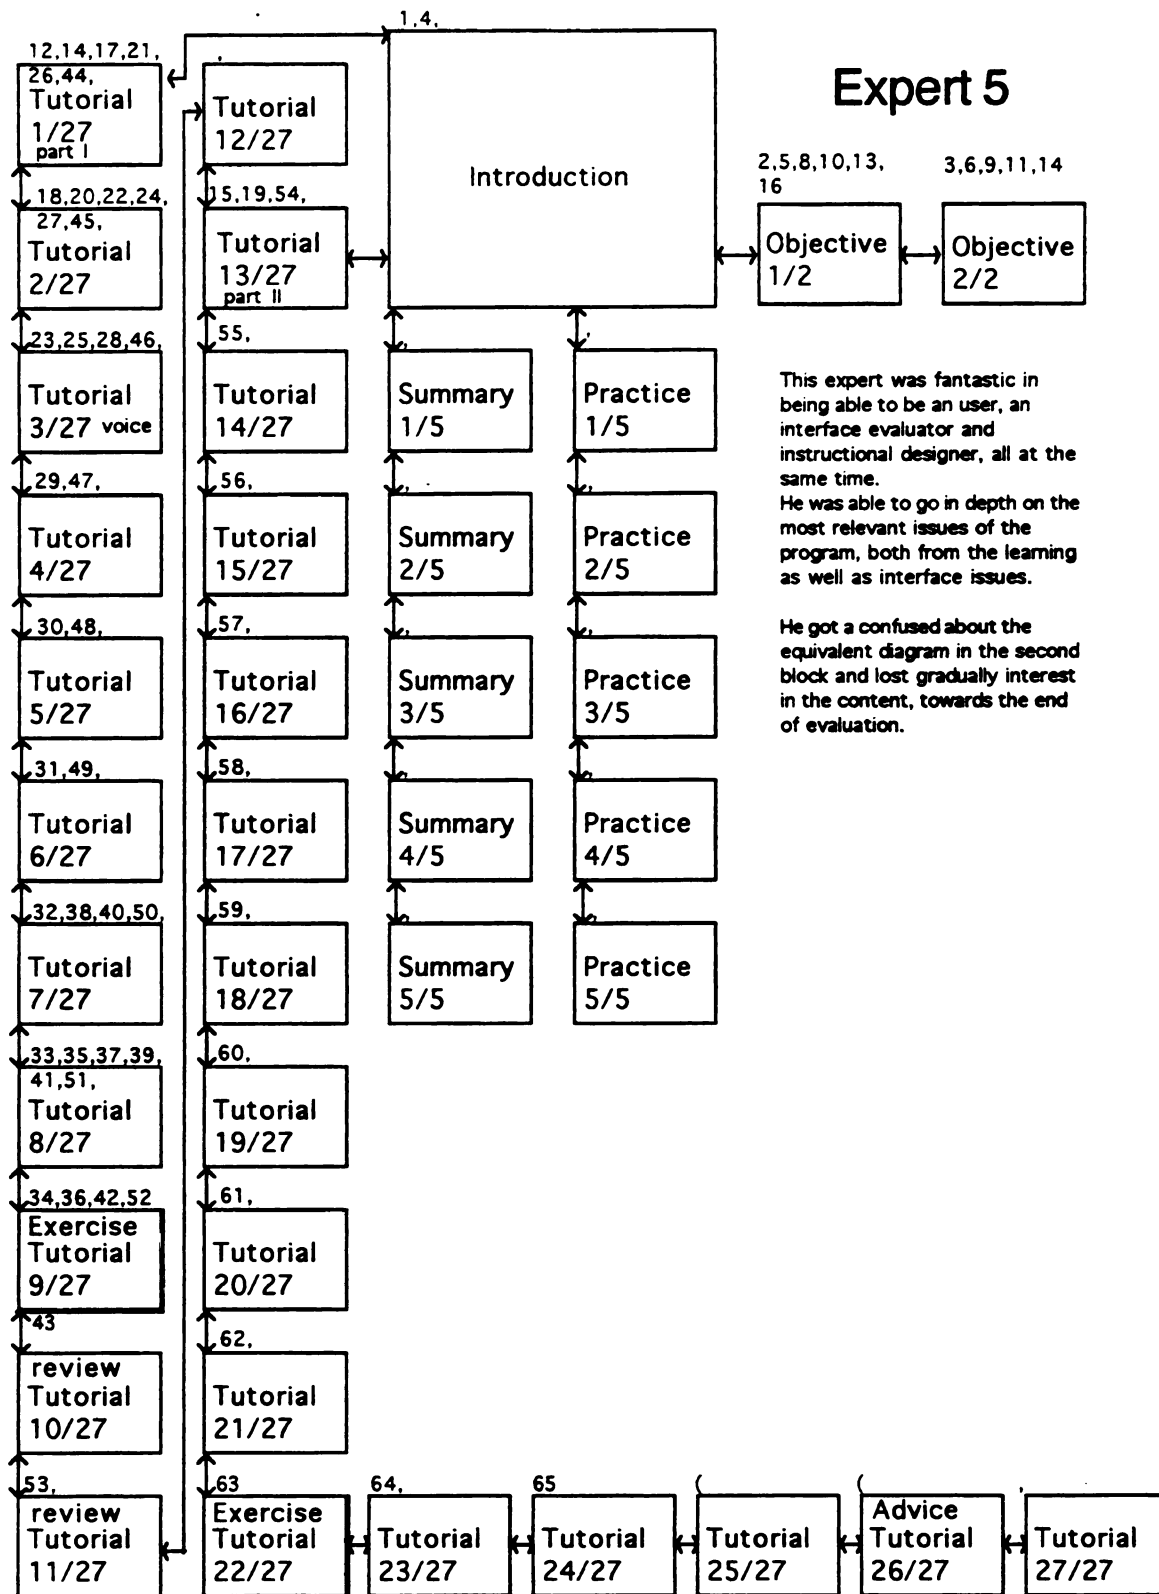 1,4,
Expert 5
12,14,17,21,
26,44,
Tutorial
1/27
part I
18,20,22,24,
27,45,
Tutorial
2/27
23,25,28,46,
Tutorial
3/27 voice
29,47,
Tutorial
4/27
30,48,
Tutorial
5/27
31,49,
Tutorial
6/27
32,38,40,50,
Tutorial
7/27
33,35,37,39,
41,51,
Tutorial
8/27
34,36,42,52
Exercise
Tutorial
9/27
43
review
Tutorial
10/27
53,
review
Tutorial
11/27
,
Tutorial
12/27
15,19,54,
Tutorial
13/27
part II
55,
Tutorial
14/27
56,
Tutorial
15/27
57,
Tutorial
16/27
58,
Tutorial
17/27
59,
Tutorial
18/27
60,
Tutorial
19/27
61,
Tutorial
20/27
62,
Tutorial
21/27
63
Exercise
Tutorial
22/27
64,
Tutorial
23/27
65
Tutorial
24/27
(
Tutorial
25/27
(
Advice
Tutorial
26/27
,
Tutorial
27/27
Introduction
,
Summary
1/5
,
Summary
2/5
,
Summary
3/5
,
Summary
4/5
,
Summary
5/5
,
Practice
1/5
,
Practice
2/5
,
Practice
3/5
,
Practice
4/5
,
Practice
5/5
2,5,8,10,13,
16
Objective
1/2
3,6,9,11,14
Objective
2/2
This expert was fantastic in
being able to be an user, an
interface evaluator and
instructional designer, all at the
same time.
He was able to go in depth on the
most relevant issues of the
program, both from the learning
as well as interface issues.
He got a confused about the
equivalent diagram in the second
block and lost gradually interest
in the content, towards the end
of evaluation.